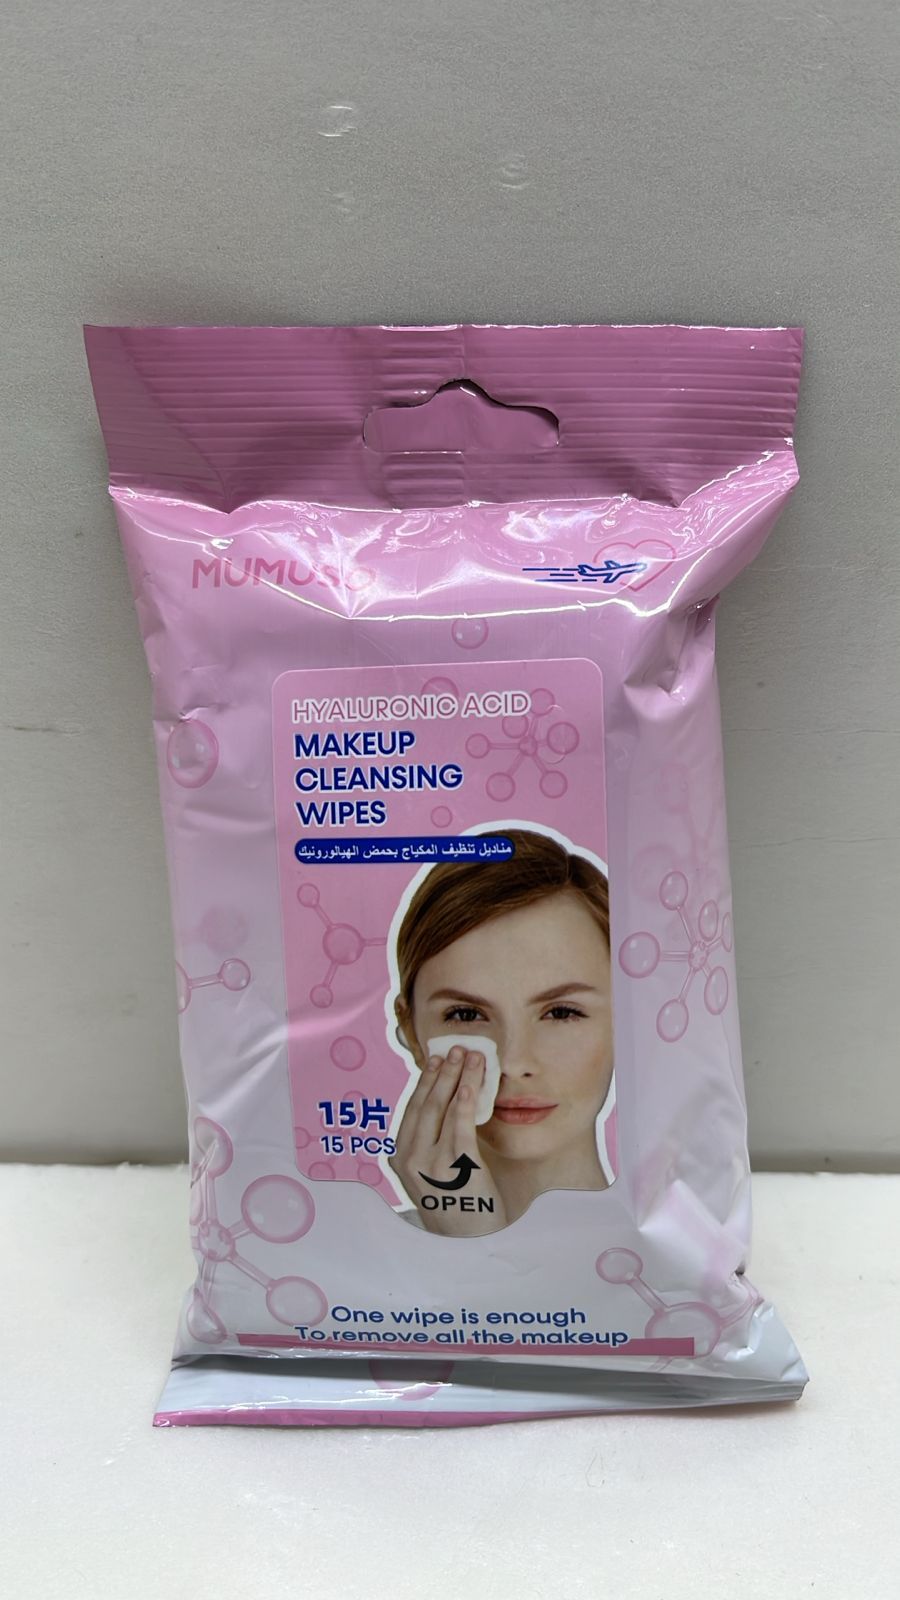 MUMUSO
HYALURONIC ACID
MAKEUP
CLEANSING
WIPES
مناديل تنظيف المكياج بحمض الهيالورونيك
15片
15 PCS
OPEN
One wipe is enough
To remove all the makeup